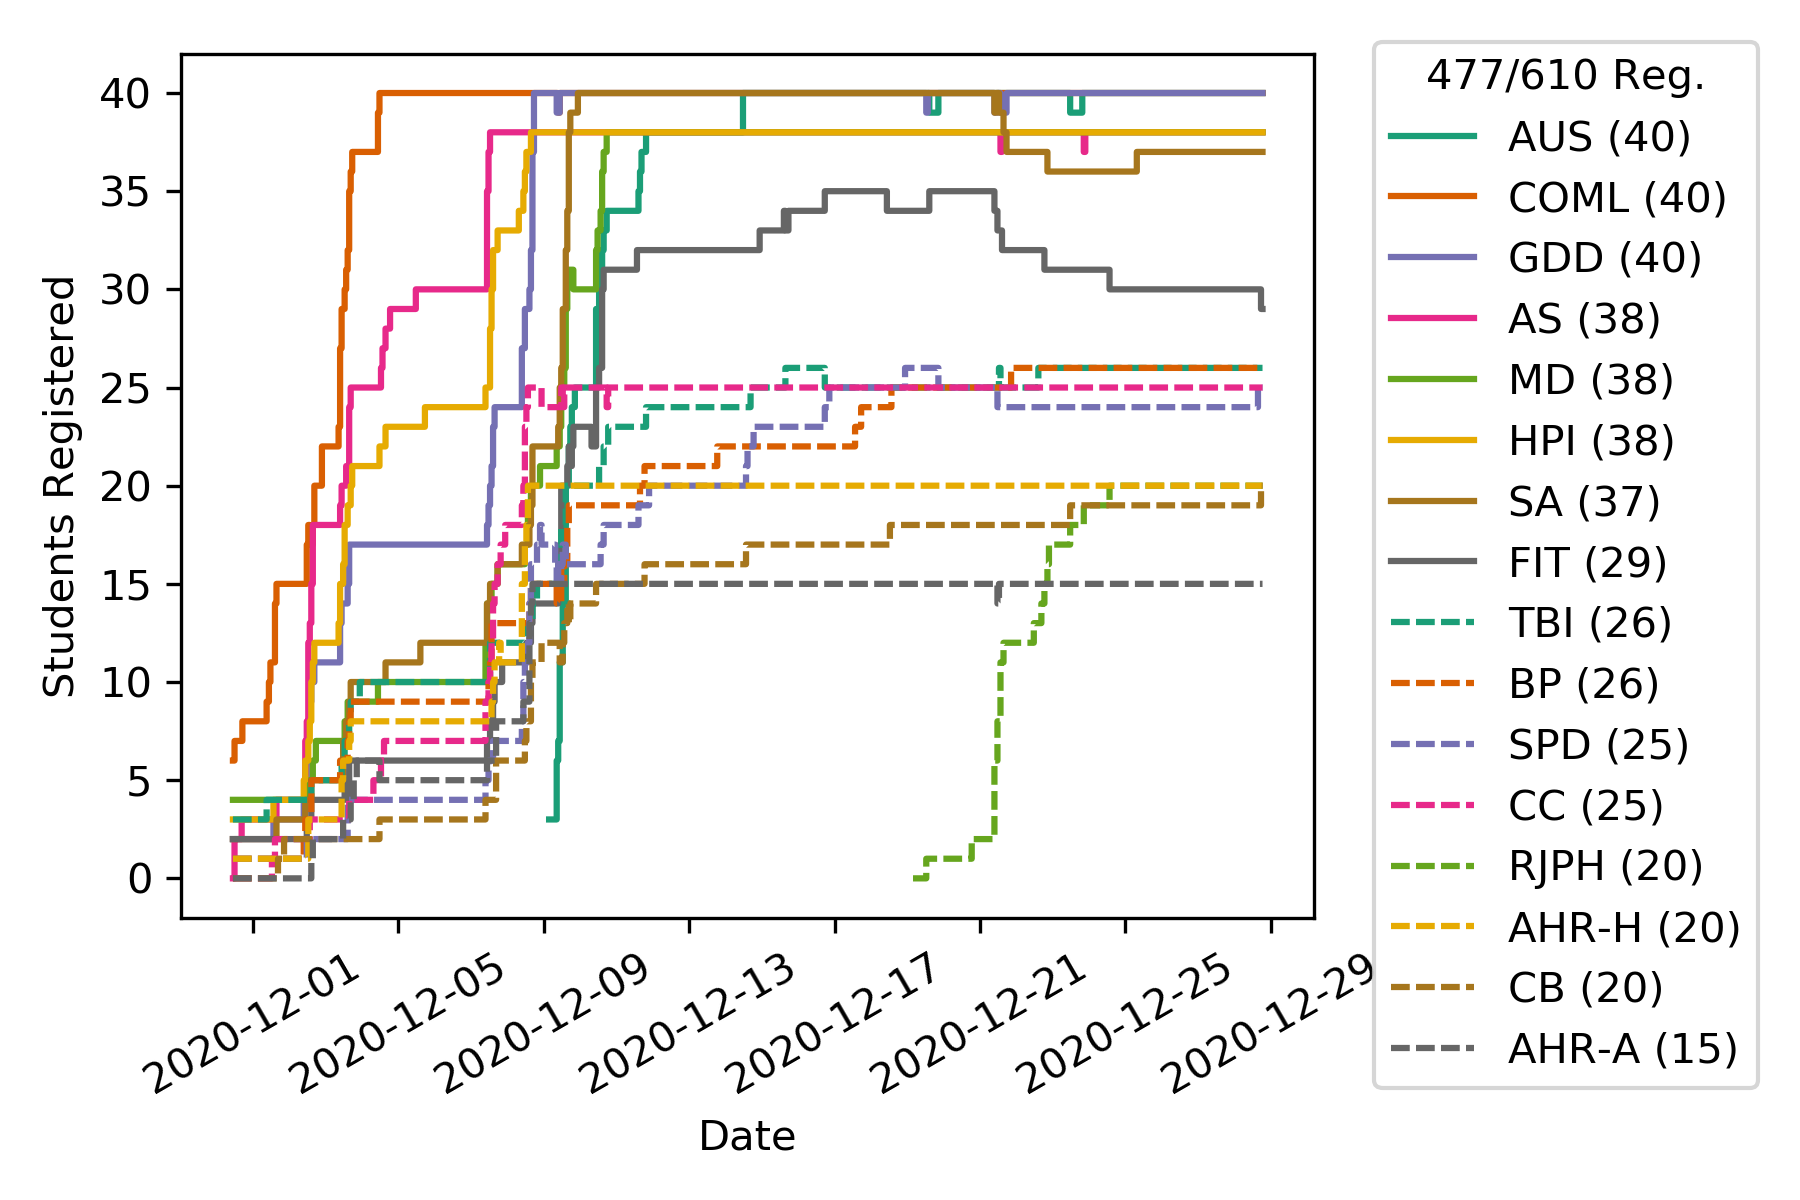 Students Registered
40
35
30
25
20
15
10
5
0
2020-12-01
2020-12-05
2020-12-09
2020-12-13
2020-12-17
2020-12-21
2020-12-25
2020-12-29
Date
477/610 Reg.
AUS (40)
COML (40)
GDD (40)
AS (38)
MD (38)
HPI (38)
SA (37)
FIT (29)
TBI (26)
BP (26)
SPD (25)
CC (25)
RJPH (20)
AHR-H (20)
CB (20)
AHR-A (15)